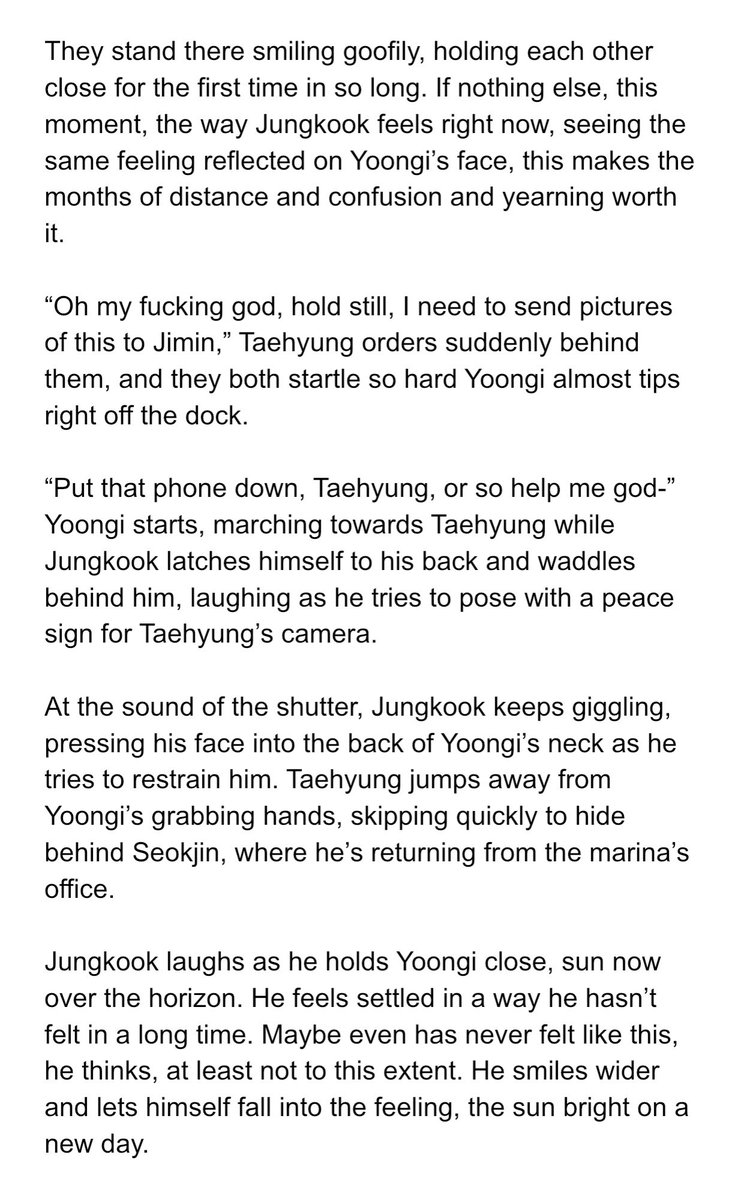 They stand there smiling goofily, holding each other
close for the first time in so long. If nothing else, this
moment, the way Jungkook feels right now, seeing the
same feeling reflected on Yoongi’s face, this makes the
months of distance and confusion and yearning worth
it.
“Oh my fucking god, hold still, I need to send pictures
of this to Jimin,” Taehyung orders suddenly behind
them, and they both startle so hard Yoongi almost tips
right off the dock.
“Put that phone down, Taehyung, or so help me god-”
Yoongi starts, marching towards Taehyung while
Jungkook latches himself to his back and waddles
behind him, laughing as he tries to pose with a peace
sign for Taehyung’s camera.
At the sound of the shutter, Jungkook keeps giggling,
pressing his face into the back of Yoongi’s neck as he
tries to restrain him. Taehyung jumps away from
Yoongi’s grabbing hands, skipping quickly to hide
behind Seokjin, where he’s returning from the marina’s
office.
Jungkook laughs as he holds Yoongi close, sun now
over the horizon. He feels settled in a way he hasn’t
felt in a long time. Maybe even has never felt like this,
he thinks, at least not to this extent. He smiles wider
and lets himself fall into the feeling, the sun bright on a
new day.